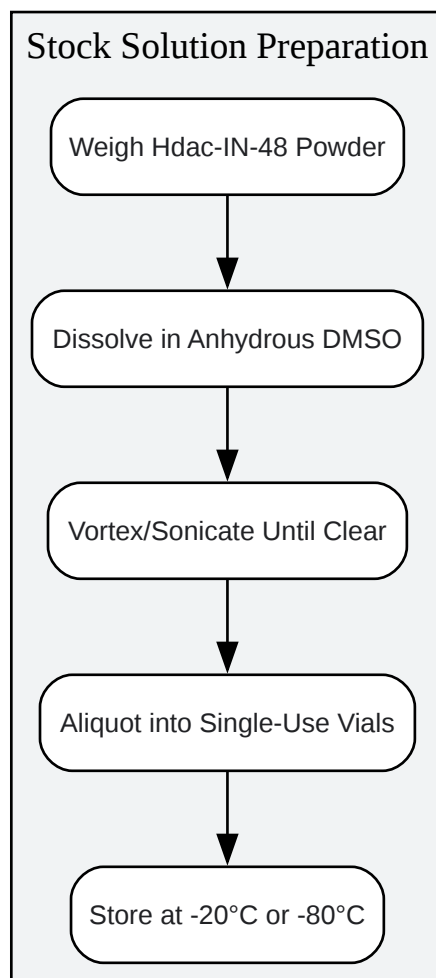 Stock Solution Preparation
Weigh Hdac-IN-48 Powder
Dissolve in Anhydrous DMSO
Vortex/Sonicate Until Clear
Aliquot into Single-Use Vials
Store at -20°C or -80°C